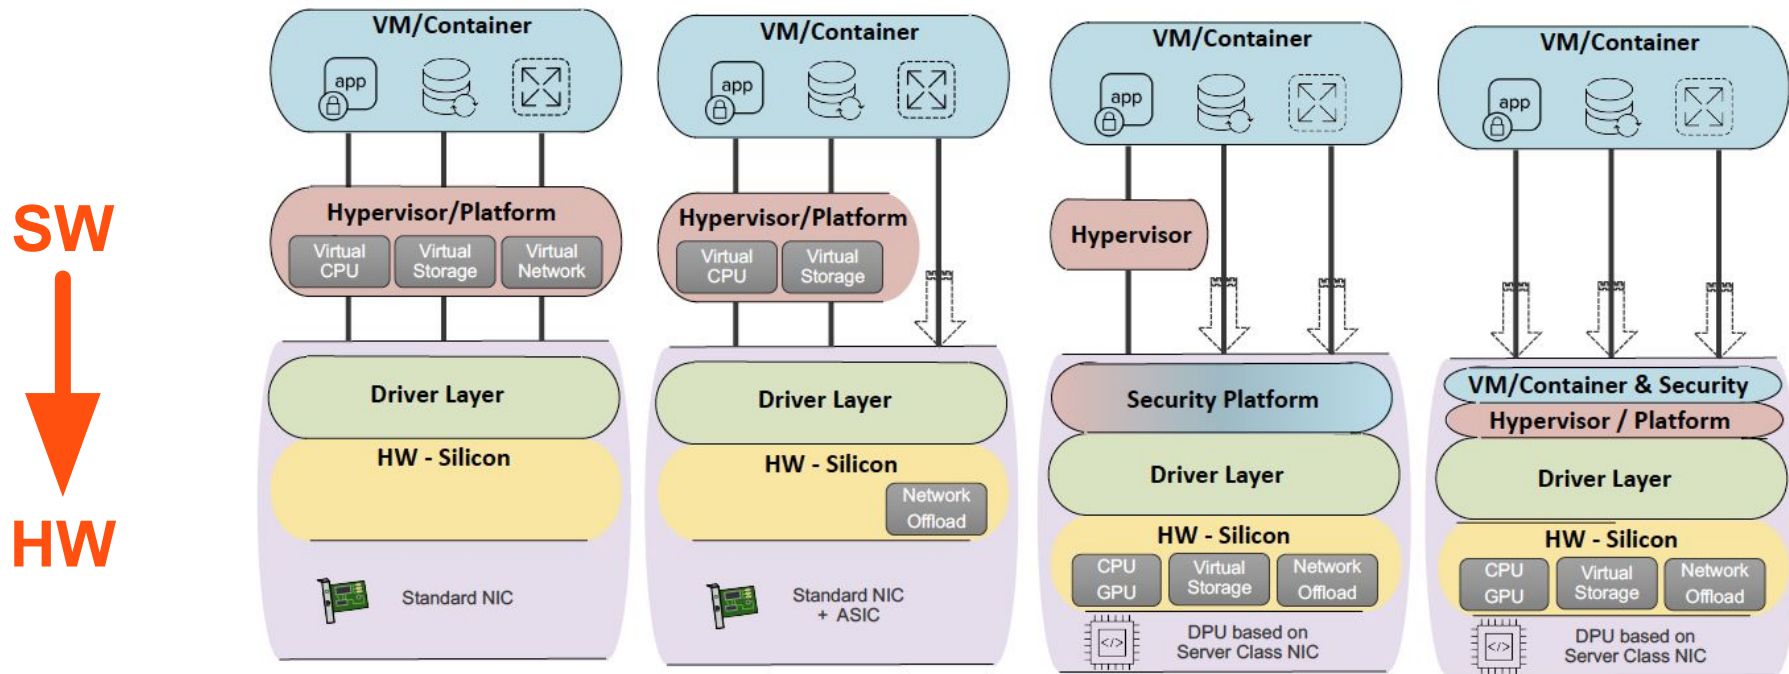 SW
HW
VM/Container
app
Hypervisor/Platform
Virtual
CPU
Virtual
Storage
Virtual
Network
Driver Layer
HW - Silicon
Standard NIC
VM/Container
app
Hypervisor/Platform
Virtual
CPU
Virtual
Storage
Driver Layer
HW - Silicon
Network
Offload
Standard NIC
+ ASIC
VM/Container
app
Hypervisor
Security Platform
Driver Layer
HW - Silicon
CPU
GPU
Virtual
Storage
Network
Offload
</>
DPU based on
Server Class NIC
VM/Container
app
VM/Container & Security
Hypervisor / Platform
Driver Layer
HW - Silicon
CPU
GPU
Virtual
Storage
Network
Offload
</>
DPU based on
Server Class NIC